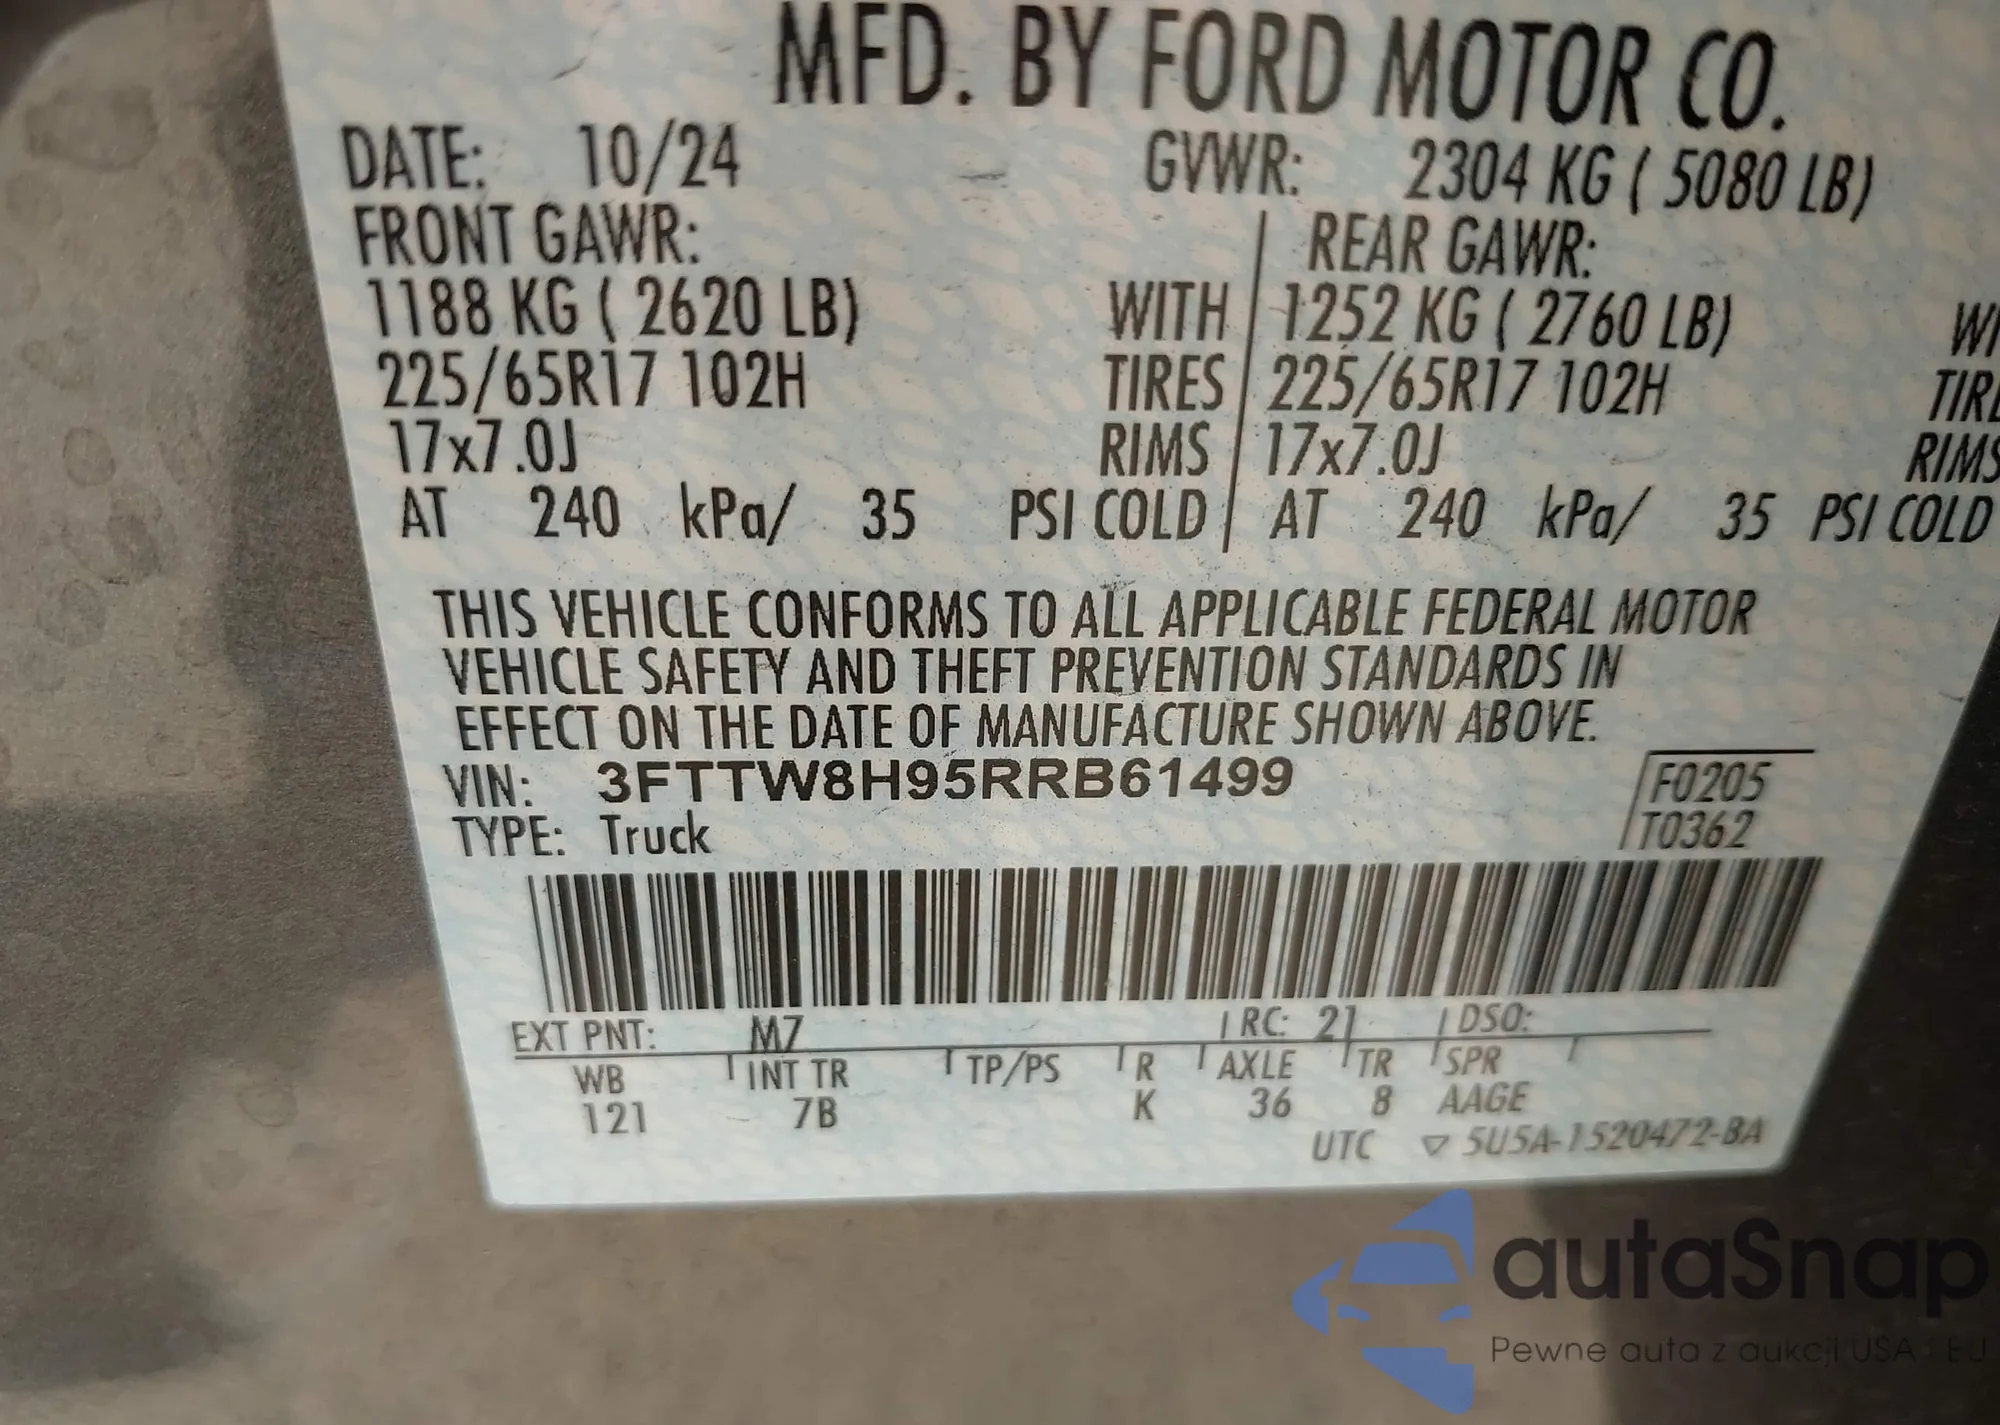 MFD. BY FORD MOTOR CO.
DATE: 10/24 GVWR: 2304 KG ( 5080 LB)
FRONT GAWR: REAR GAWR:
1188 KG ( 2620 LB) WITH 1252 KG ( 2760 LB) WI
225/65R17 102H TIRES 225/65R17 102H TIRE
17x7.0J RIMS 17x7.0J RIMS
AT 240 kPa/ 35 PSI COLD AT 240 kPa/ 35 PSI COLD
THIS VEHICLE CONFORMS TO ALL APPLICABLE FEDERAL MOTOR
VEHICLE SAFETY AND THEFT PREVENTION STANDARDS IN
EFFECT ON THE DATE OF MANUFACTURE SHOWN ABOVE.
VIN: 3FTTW8H95RRB61499 F0205
TYPE: Truck T0362
EXT PNT: M7 RC: 21 DSO:
WB INT TR TP/PS R AXLE TR SPR
121 7B K 36 8 AAGE
UTC ▽ 5U5A-1520472-BA
autaSnap
Pewne auta z aukcji USA i EU